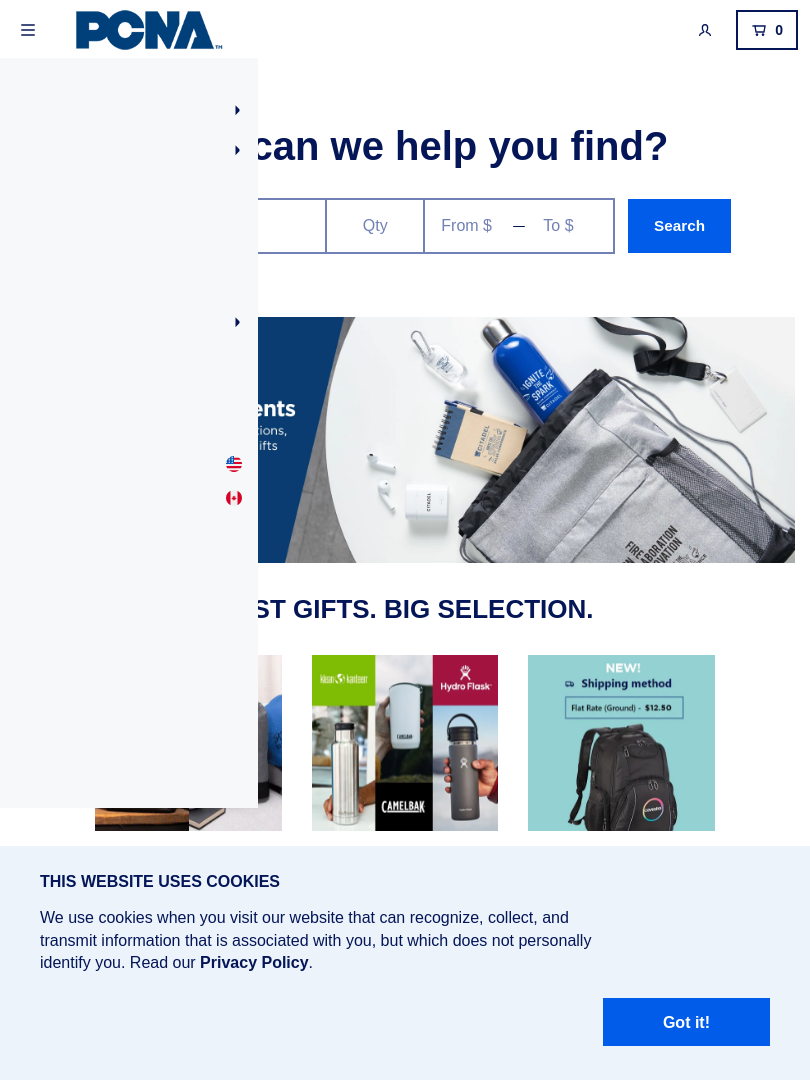 PCNA™
0
can we help you find?
Qty
From $ — To $
Search
ents
tions,
ifts
IGNITE
THE
SPARK
CITADEL
CITADEL
CITADEL
ST GIFTS. BIG SELECTION.
klean kanteen
Hydro Flask
CAMELBAK
CAMELBAK
NEW!
Shipping method
Flat Rate (Ground) - $12.50
THIS WEBSITE USES COOKIES
We use cookies when you visit our website that can recognize, collect, and
transmit information that is associated with you, but which does not personally
identify you. Read our Privacy Policy.
Got it!